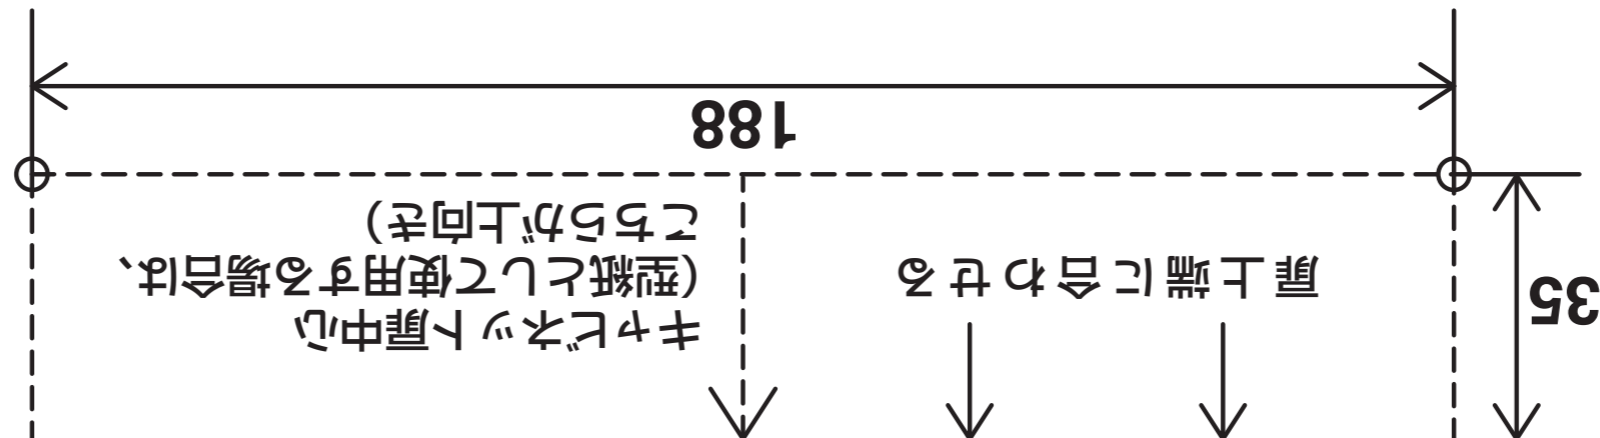 35
扉上端に合わせる
キャビネット扉中心
(型紙として使用する場合は、
こちらが上向き)
188